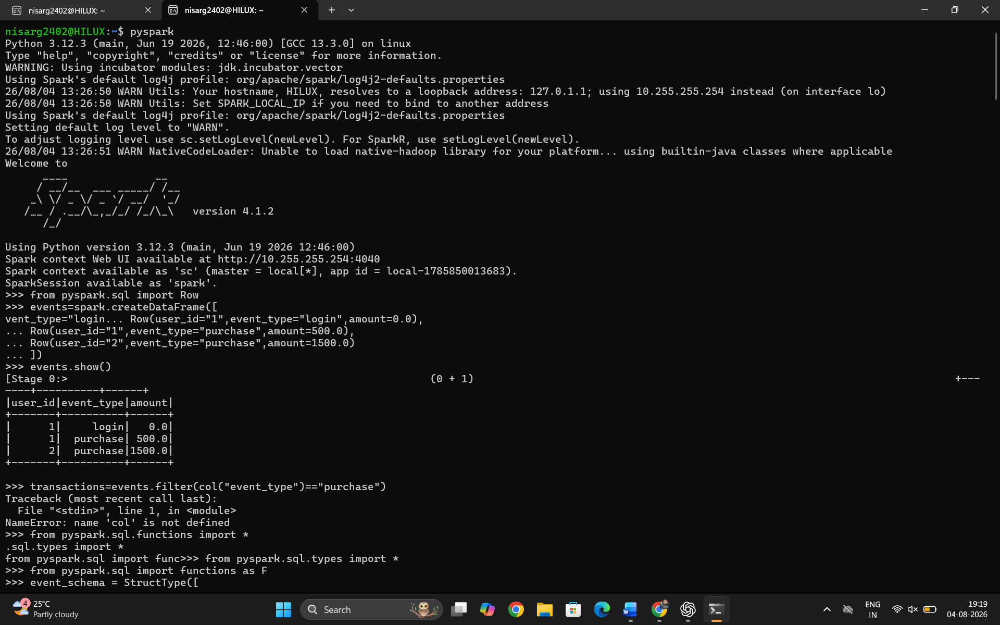 nisarg2402@HILUX: ~
nisarg2402@HILUX: ~
nisarg2402@HILUX:~$ pyspark
Python 3.12.3 (main, Jun 19 2026, 12:46:00) [GCC 13.3.0] on linux
Type "help", "copyright", "credits" or "license" for more information.
WARNING: Using incubator modules: jdk.incubator.vector
Using Spark's default log4j profile: org/apache/spark/log4j2-defaults.properties
26/08/04 13:26:50 WARN Utils: Your hostname, HILUX, resolves to a loopback address: 127.0.1.1; using 10.255.255.254 instead (on interface lo)
26/08/04 13:26:50 WARN Utils: Set SPARK_LOCAL_IP if you need to bind to another address
Using Spark's default log4j profile: org/apache/spark/log4j2-defaults.properties
Setting default log level to "WARN".
To adjust logging level use sc.setLogLevel(newLevel). For SparkR, use setLogLevel(newLevel).
26/08/04 13:26:51 WARN NativeCodeLoader: Unable to load native-hadoop library for your platform... using builtin-java classes where applicable
Welcome to
      ____              __
     / __/__  ___ _____/ /__
    _\ \/ _ \/ _ `/ __/  '_/
   /__ / .__/\_,_/_/ /_/\_\   version 4.1.2
      /_/
Using Python version 3.12.3 (main, Jun 19 2026 12:46:00)
Spark context Web UI available at http://10.255.255.254:4040
Spark context available as 'sc' (master = local[*], app id = local-1785850013683).
SparkSession available as 'spark'.
>>> from pyspark.sql import Row
>>> events=spark.createDataFrame([
vent_type="login... Row(user_id="1",event_type="login",amount=0.0),
... Row(user_id="1",event_type="purchase",amount=500.0),
... Row(user_id="2",event_type="purchase",amount=1500.0)
... ])
>>> events.show()
[Stage 0:>                                                          (0 + 1)                                                                             +---
----+----------+------+
|user_id|event_type|amount|
+-------+----------+------+
|      1|     login|   0.0|
|      1|  purchase| 500.0|
|      2|  purchase|1500.0|
+-------+----------+------+
>>> transactions=events.filter(col("event_type")=="purchase")
Traceback (most recent call last):
  File "<stdin>", line 1, in <module>
NameError: name 'col' is not defined
>>> from pyspark.sql.functions import *
.sql.types import *
from pyspark.sql import func>>> from pyspark.sql.types import *
>>> from pyspark.sql import functions as F
>>> event_schema = StructType([
4
25°C
Partly cloudy
Search
ENG
IN
19:19
04-08-2026